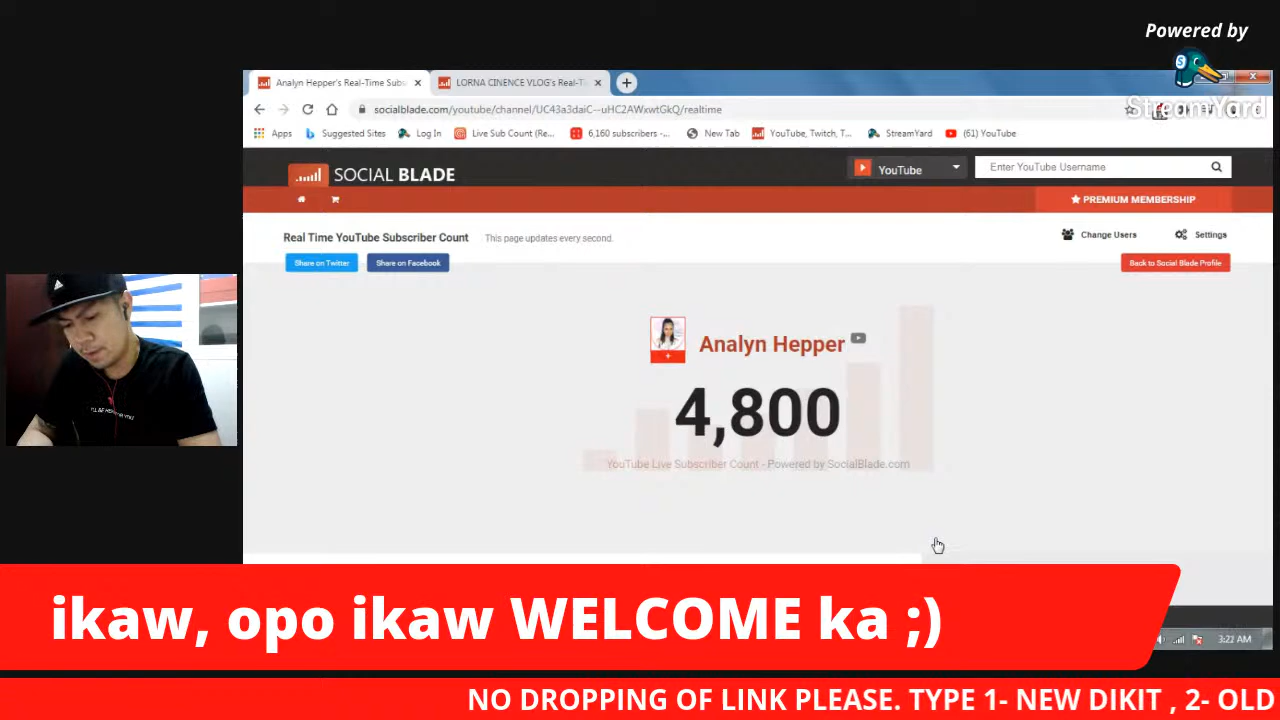 Powered by
StreamYard
Analyn Hepper's Real-Time Subs
LORNA CINENCE VLOG's Real-Ti
socialblade.com/youtube/channel/UC43a3daiC--uHC2AWxwtGkQ/realtime
Apps
Suggested Sites
Log In
Live Sub Count (Re...
6,160 subscribers -...
New Tab
YouTube, Twitch, T...
StreamYard
(61) YouTube
SOCIAL BLADE
YouTube
Enter YouTube Username
PREMIUM MEMBERSHIP
Real Time YouTube Subscriber Count
This page updates every second.
Change Users
Settings
Share on Twitter
Share on Facebook
Back to Social Blade Profile
Analyn Hepper
4,800
YouTube Live Subscriber Count - Powered by SocialBlade.com
ikaw, opo ikaw WELCOME ka ;)
3:22 AM
NO DROPPING OF LINK PLEASE. TYPE 1- NEW DIKIT , 2- OLD